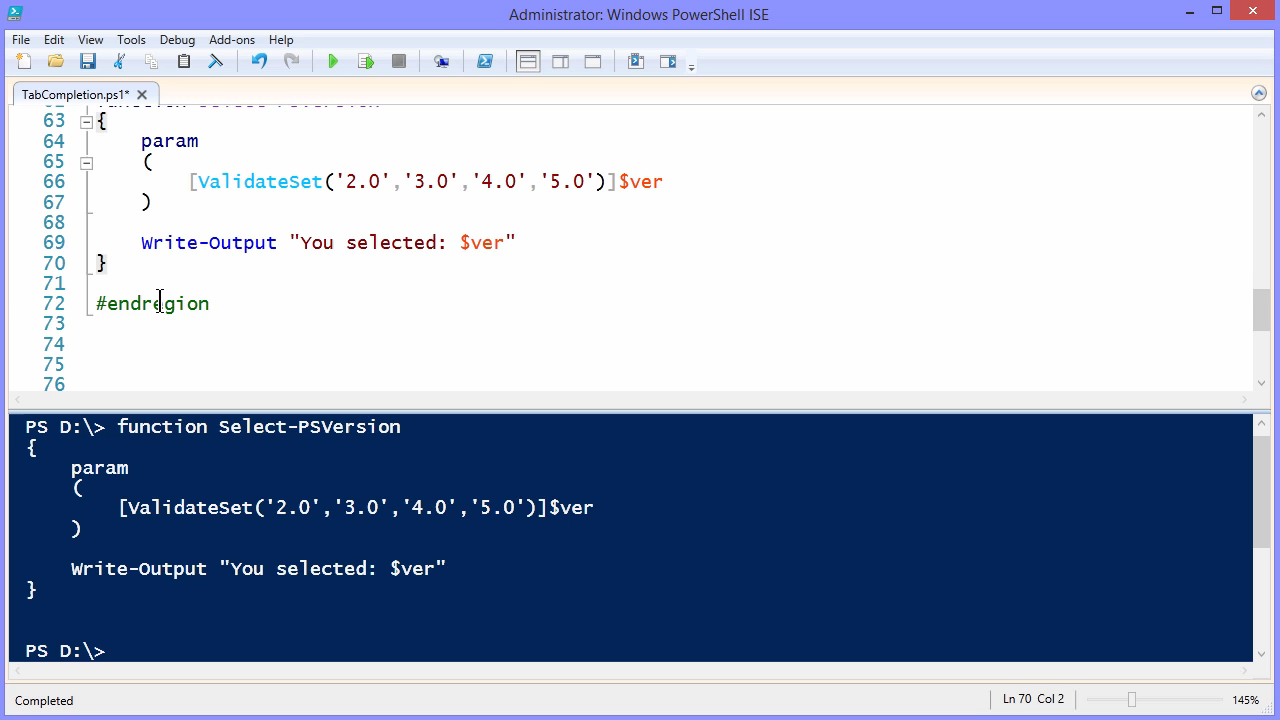 Administrator: Windows PowerShell ISE
File Edit View Tools Debug Add-ons Help
TabCompletion.ps1*
63 {
64 param
65 (
66 [ValidateSet('2.0','3.0','4.0','5.0')]$ver
67 )
68
69 Write-Output "You selected: $ver"
70 }
71
72 #endregion
73
74
75
76
PS D:\> function Select-PSVersion
{
param
(
[ValidateSet('2.0','3.0','4.0','5.0')]$ver
)
Write-Output "You selected: $ver"
}
PS D:\>
Completed
Ln 70 Col 2
145%